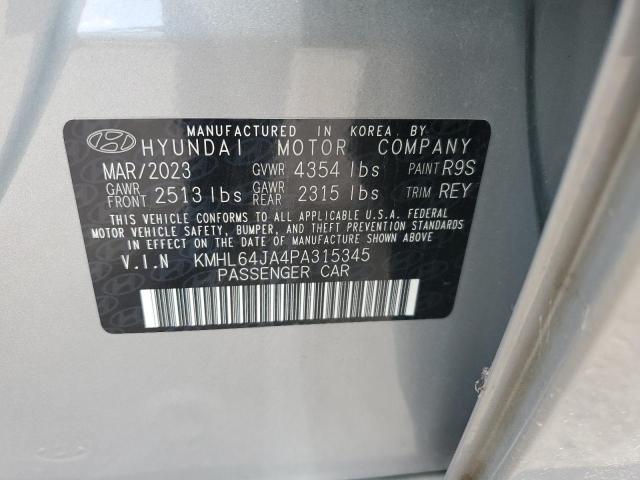 MANUFACTURED IN KOREA BY
HYUNDAI MOTOR COMPANY
MAR/2023 GVWR 4354 lbs PAINT R9S
GAWR FRONT 2513 lbs GAWR REAR 2315 lbs TRIM REY
THIS VEHICLE CONFORMS TO ALL APPLICABLE U.S.A. FEDERAL
MOTOR VEHICLE SAFETY, BUMPER, AND THEFT PREVENTION STANDARDS
IN EFFECT ON THE DATE OF MANUFACTURE SHOWN ABOVE.
V.I.N KMHL64JA4PA315345
PASSENGER CAR